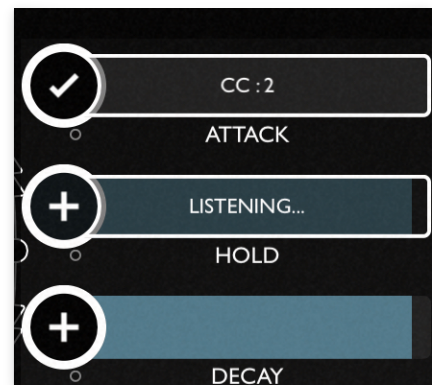 CC : 2
ATTACK
LISTENING...
HOLD
DECAY